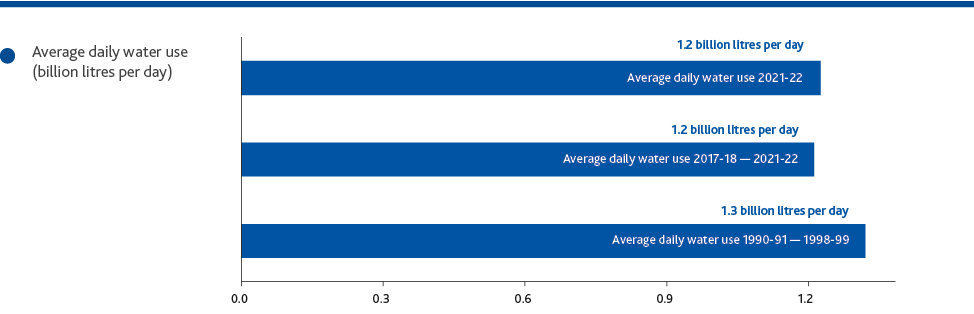 Average daily water use
(billion litres per day)
1.2 billion litres per day
Average daily water use 2021-22
1.2 billion litres per day
Average daily water use 2017-18 — 2021-22
1.3 billion litres per day
Average daily water use 1990-91 — 1998-99
0.0 0.3 0.6 0.9 1.2